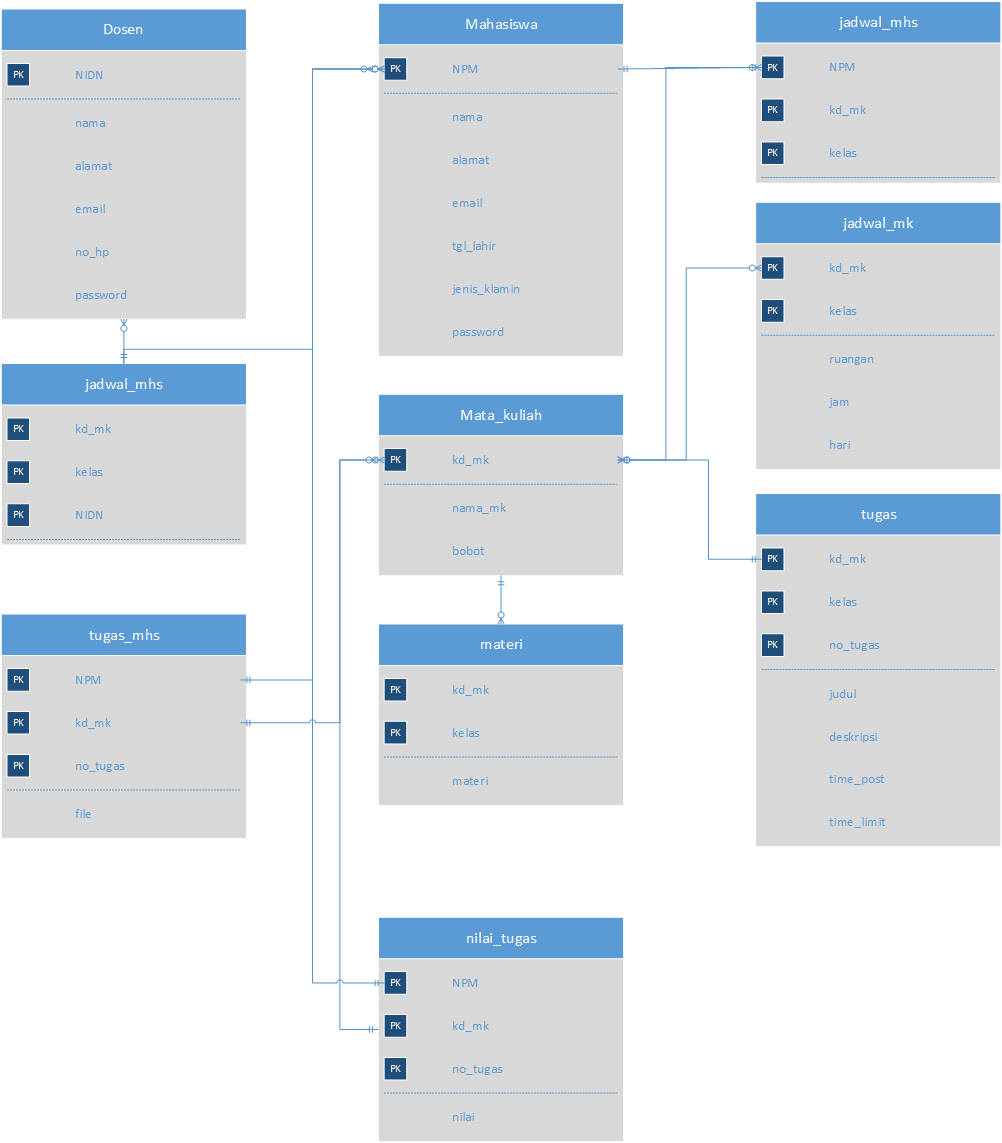 Dosen
PK NIDN
nama
alamat
email
no_hp
password
jadwal_mhs
PK kd_mk
PK kelas
PK NIDN
tugas_mhs
PK NPM
PK kd_mk
PK no_tugas
file
Mahasiswa
PK NPM
nama
alamat
email
tgl_lahir
jenis_klamin
password
Mata_kuliah
PK kd_mk
nama_mk
bobot
materi
PK kd_mk
PK kelas
materi
nilai_tugas
PK NPM
PK kd_mk
PK no_tugas
nilai
jadwal_mhs
PK NPM
PK kd_mk
PK kelas
jadwal_mk
PK kd_mk
PK kelas
ruangan
jam
hari
tugas
PK kd_mk
PK kelas
PK no_tugas
judul
deskripsi
time_post
time_limit